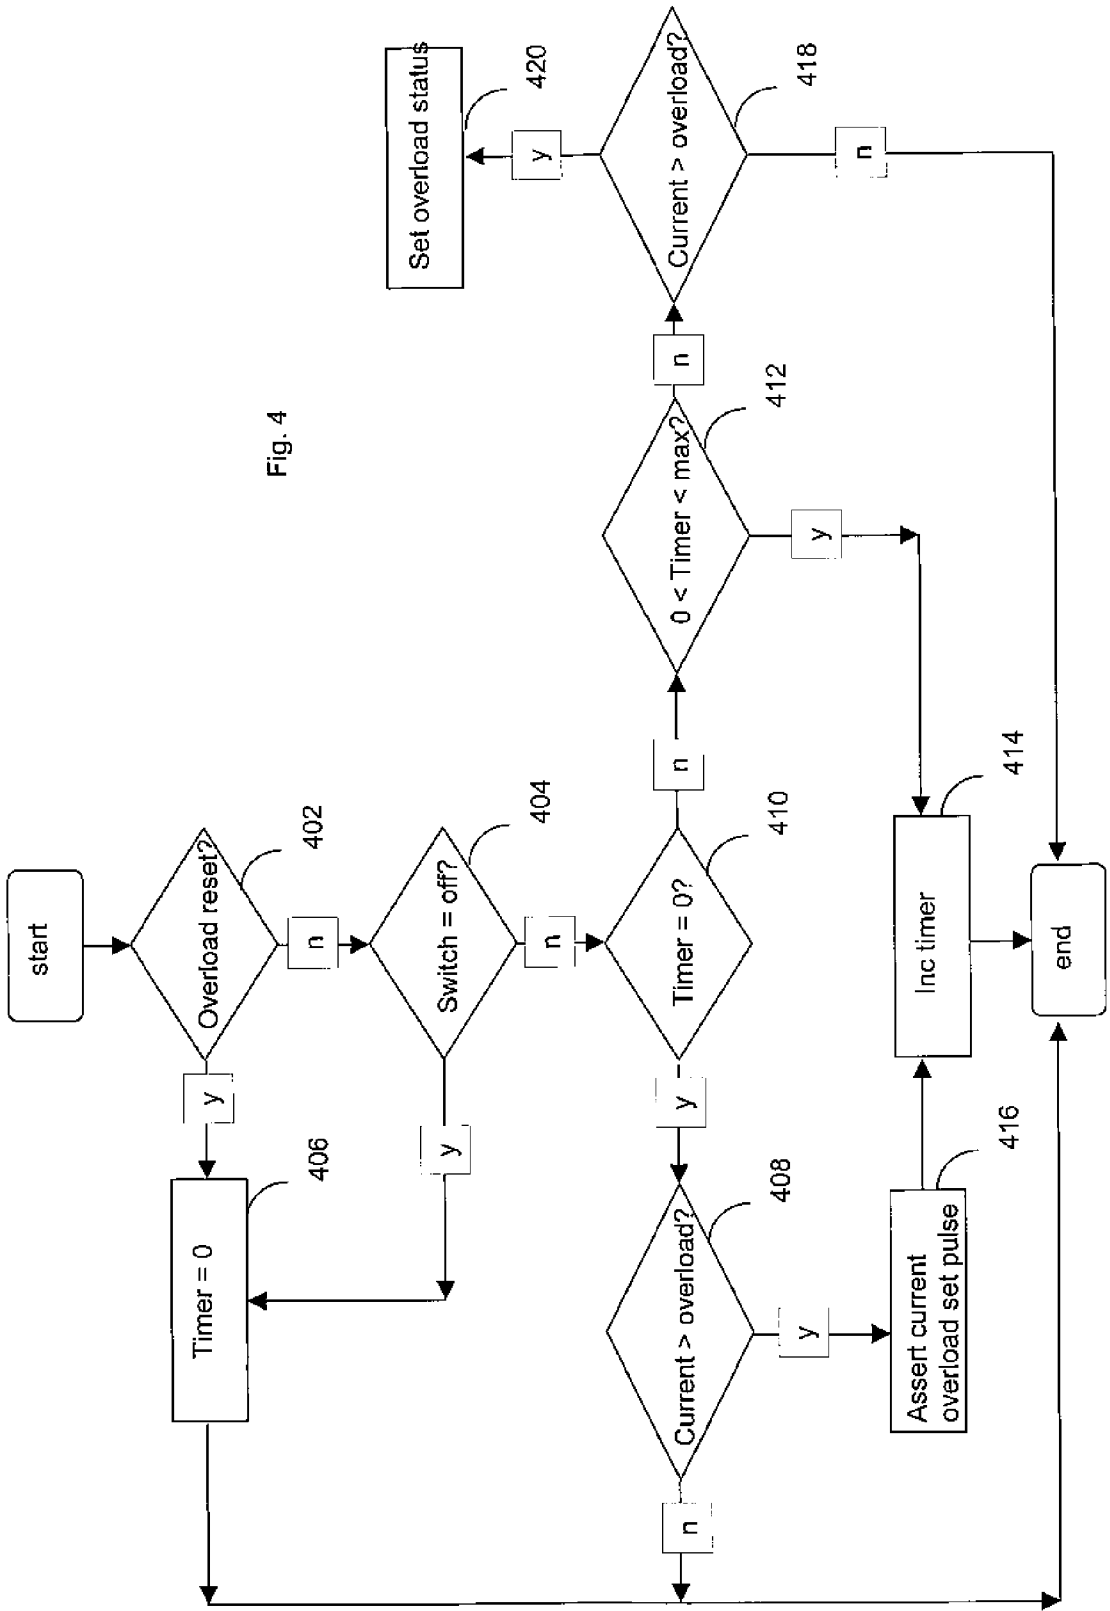 Fig. 4
start
Overload reset?
402
y
n
Timer = 0
406
Switch = off?
404
y
n
Timer = 0?
410
y
n
Current > overload?
408
n
y
Assert current
overload set pulse
416
0 < Timer < max?
412
n
y
Inc timer
414
Current > overload?
418
y
n
Set overload status
420
end